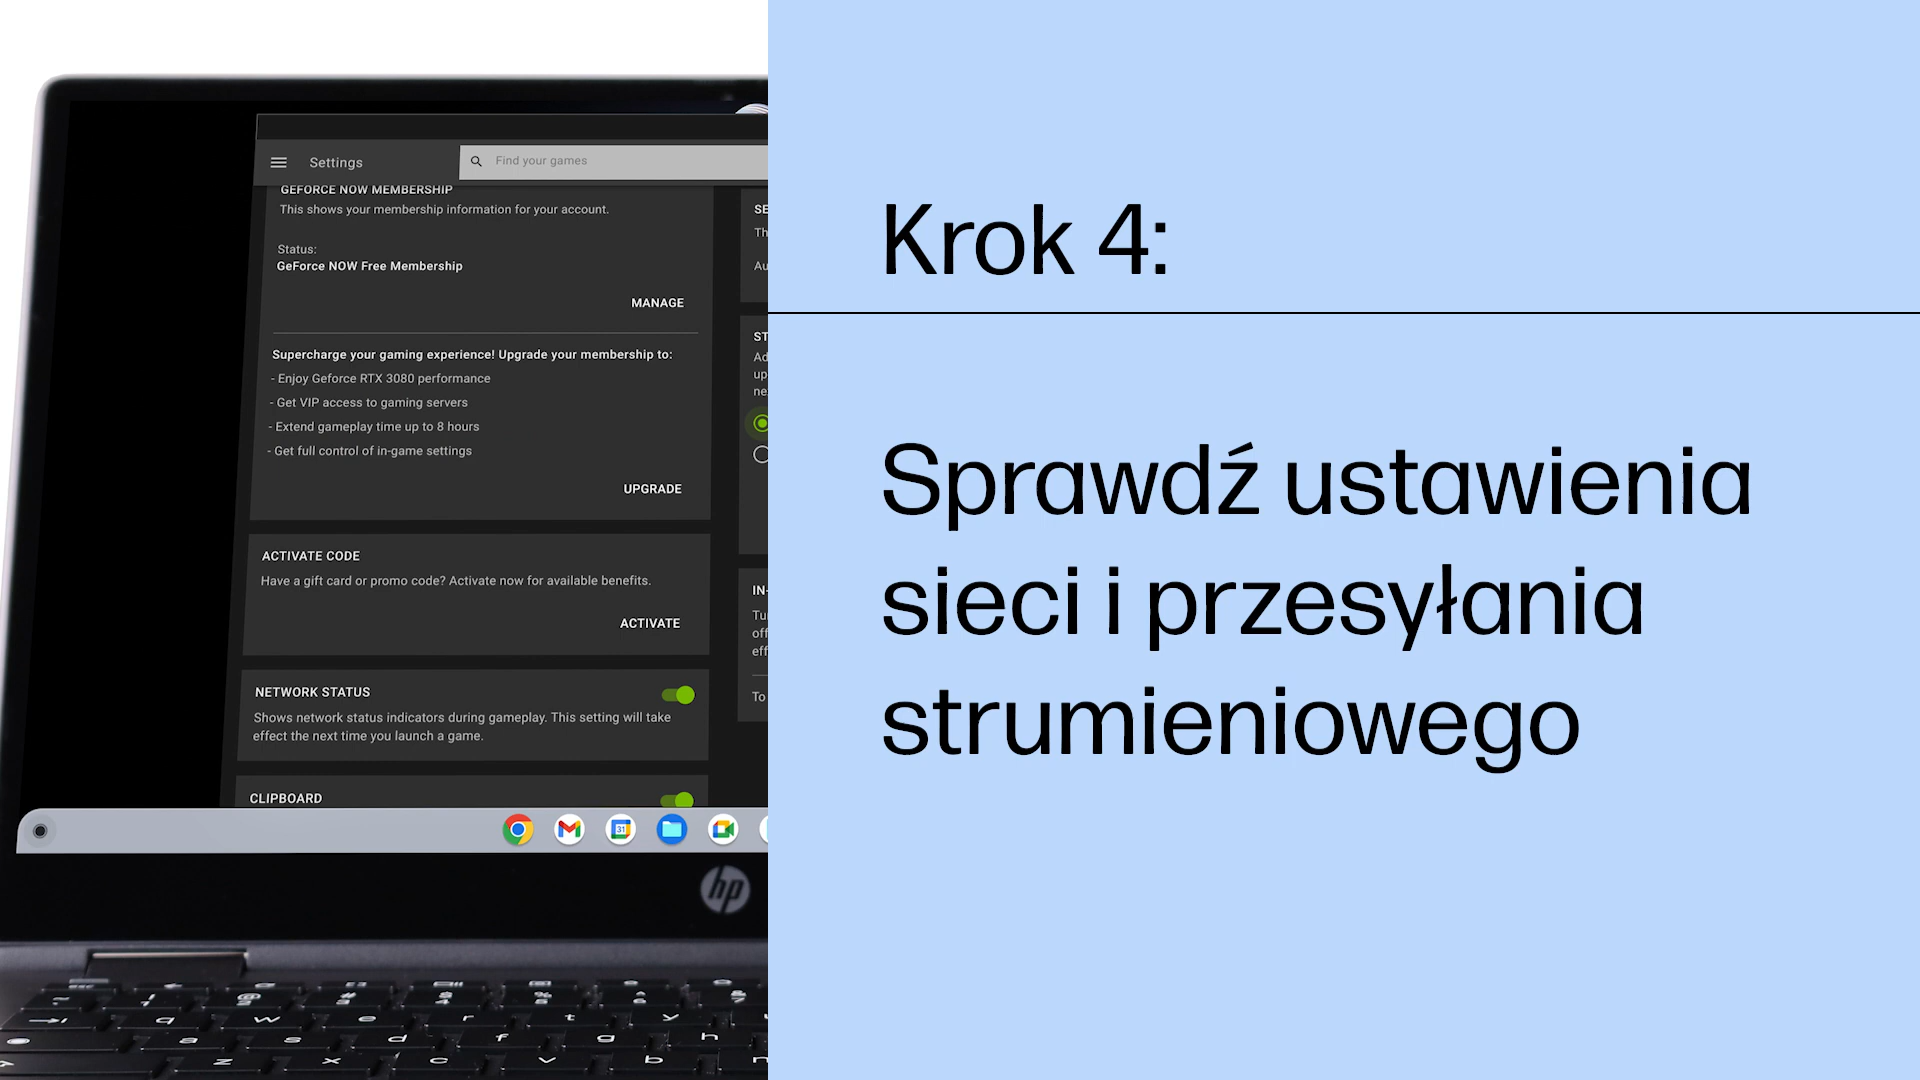 Settings
Find your games
GEFORCE NOW MEMBERSHIP
This shows your membership information for your account.
Status:
GeForce NOW Free Membership
MANAGE
Supercharge your gaming experience! Upgrade your membership to:
- Enjoy Geforce RTX 3080 performance
- Get VIP access to gaming servers
- Extend gameplay time up to 8 hours
- Get full control of in-game settings
UPGRADE
ACTIVATE CODE
Have a gift card or promo code? Activate now for available benefits.
ACTIVATE
NETWORK STATUS
Shows network status indicators during gameplay. This setting will take
effect the next time you launch a game.
CLIPBOARD
31
hp
q w e r t y
a s d f g h
z x c v b
Krok 4:
Sprawdź ustawienia
sieci i przesyłania
strumieniowego